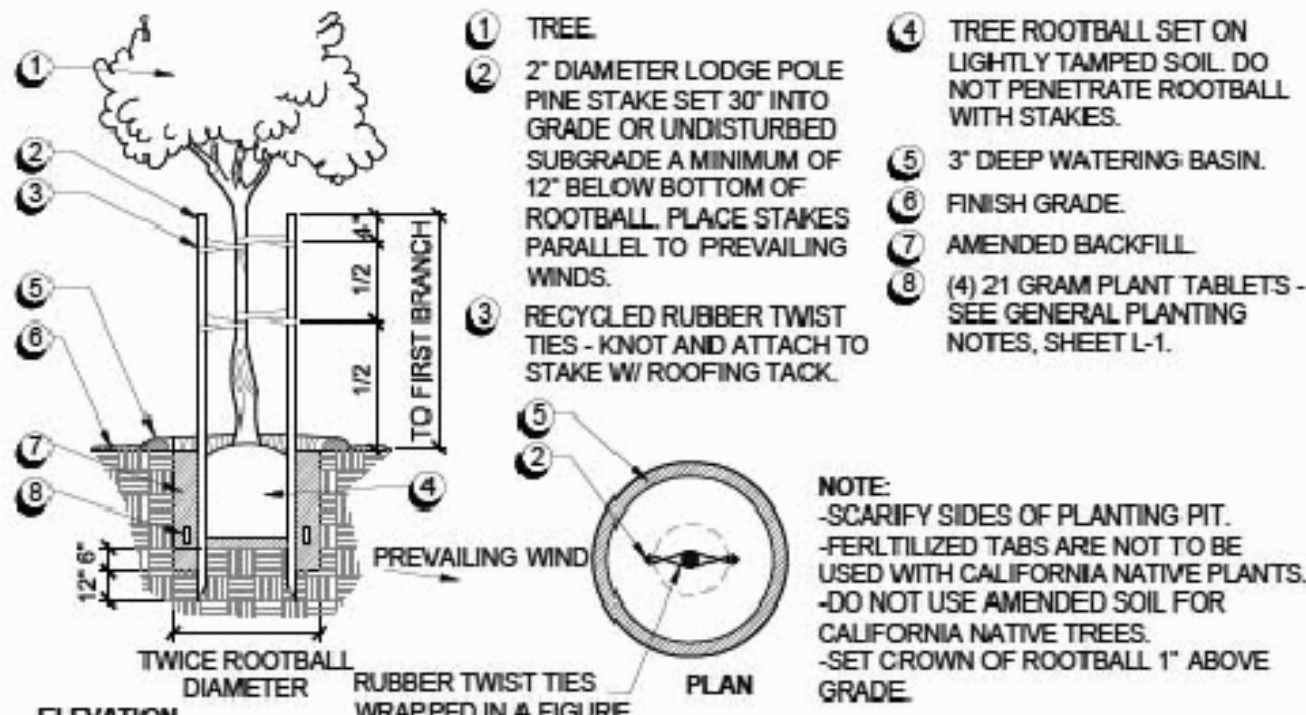 1 TREE.
2 2" DIAMETER LODGE POLE
PINE STAKE SET 30" INTO
GRADE OR UNDISTURBED
SUBGRADE A MINIMUM OF
12" BELOW BOTTOM OF
ROOTBALL. PLACE STAKES
PARALLEL TO PREVAILING
WINDS.
3 RECYCLED RUBBER TWIST
TIES - KNOT AND ATTACH TO
STAKE W/ ROOFING TACK.
4 TREE ROOTBALL SET ON
LIGHTLY TAMPED SOIL. DO
NOT PENETRATE ROOTBALL
WITH STAKES.
5 3" DEEP WATERING BASIN.
6 FINISH GRADE.
7 AMENDED BACKFILL.
8 (4) 21 GRAM PLANT TABLETS -
SEE GENERAL PLANTING
NOTES, SHEET L-1.
1
2
3
5
6
7
8
4
4"
1/2
1/2
TO FIRST BRANCH
12" 6"
TWICE ROOTBALL
DIAMETER
ELEVATION
PREVAILING WIND
5
2
RUBBER TWIST TIES
WRAPPED IN A FIGURE
PLAN
NOTE:
-SCARIFY SIDES OF PLANTING PIT.
-FERLTILIZED TABS ARE NOT TO BE
USED WITH CALIFORNIA NATIVE PLANTS.
-DO NOT USE AMENDED SOIL FOR
CALIFORNIA NATIVE TREES.
-SET CROWN OF ROOTBALL 1" ABOVE
GRADE.